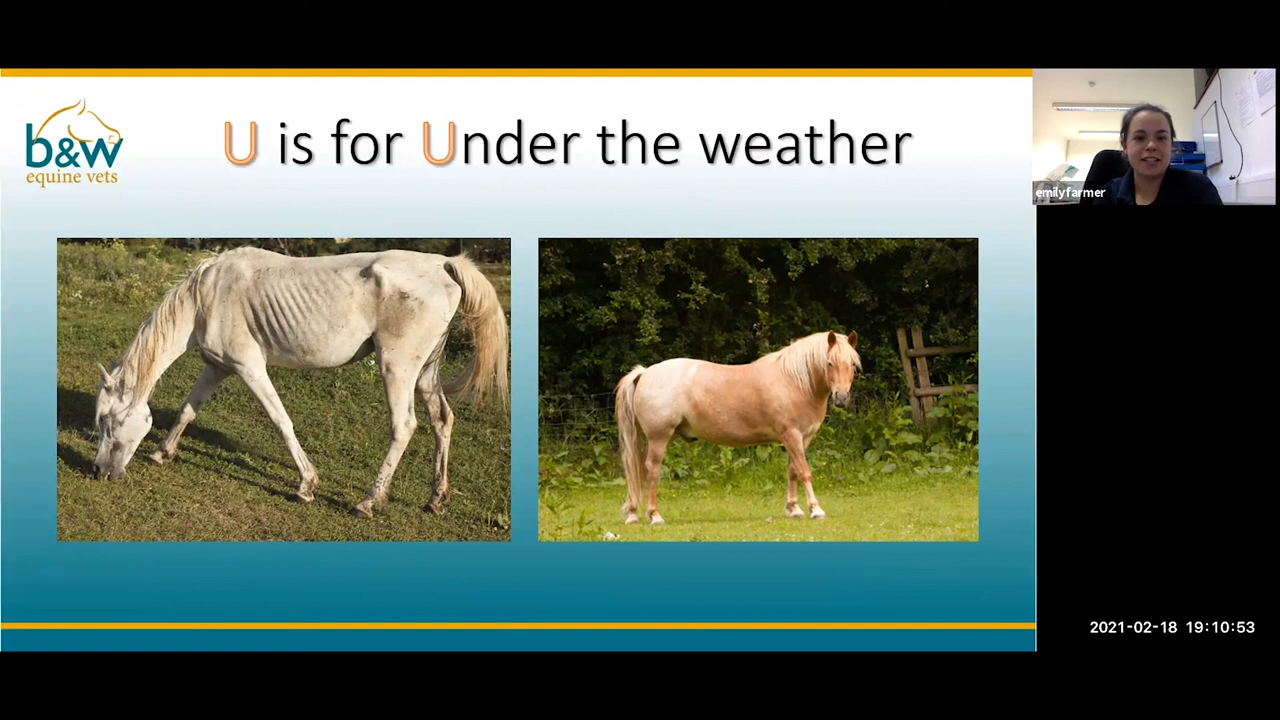 b&w
equine vets
U is for Under the weather
emilyfarmer
2021-02-18 19:10:53